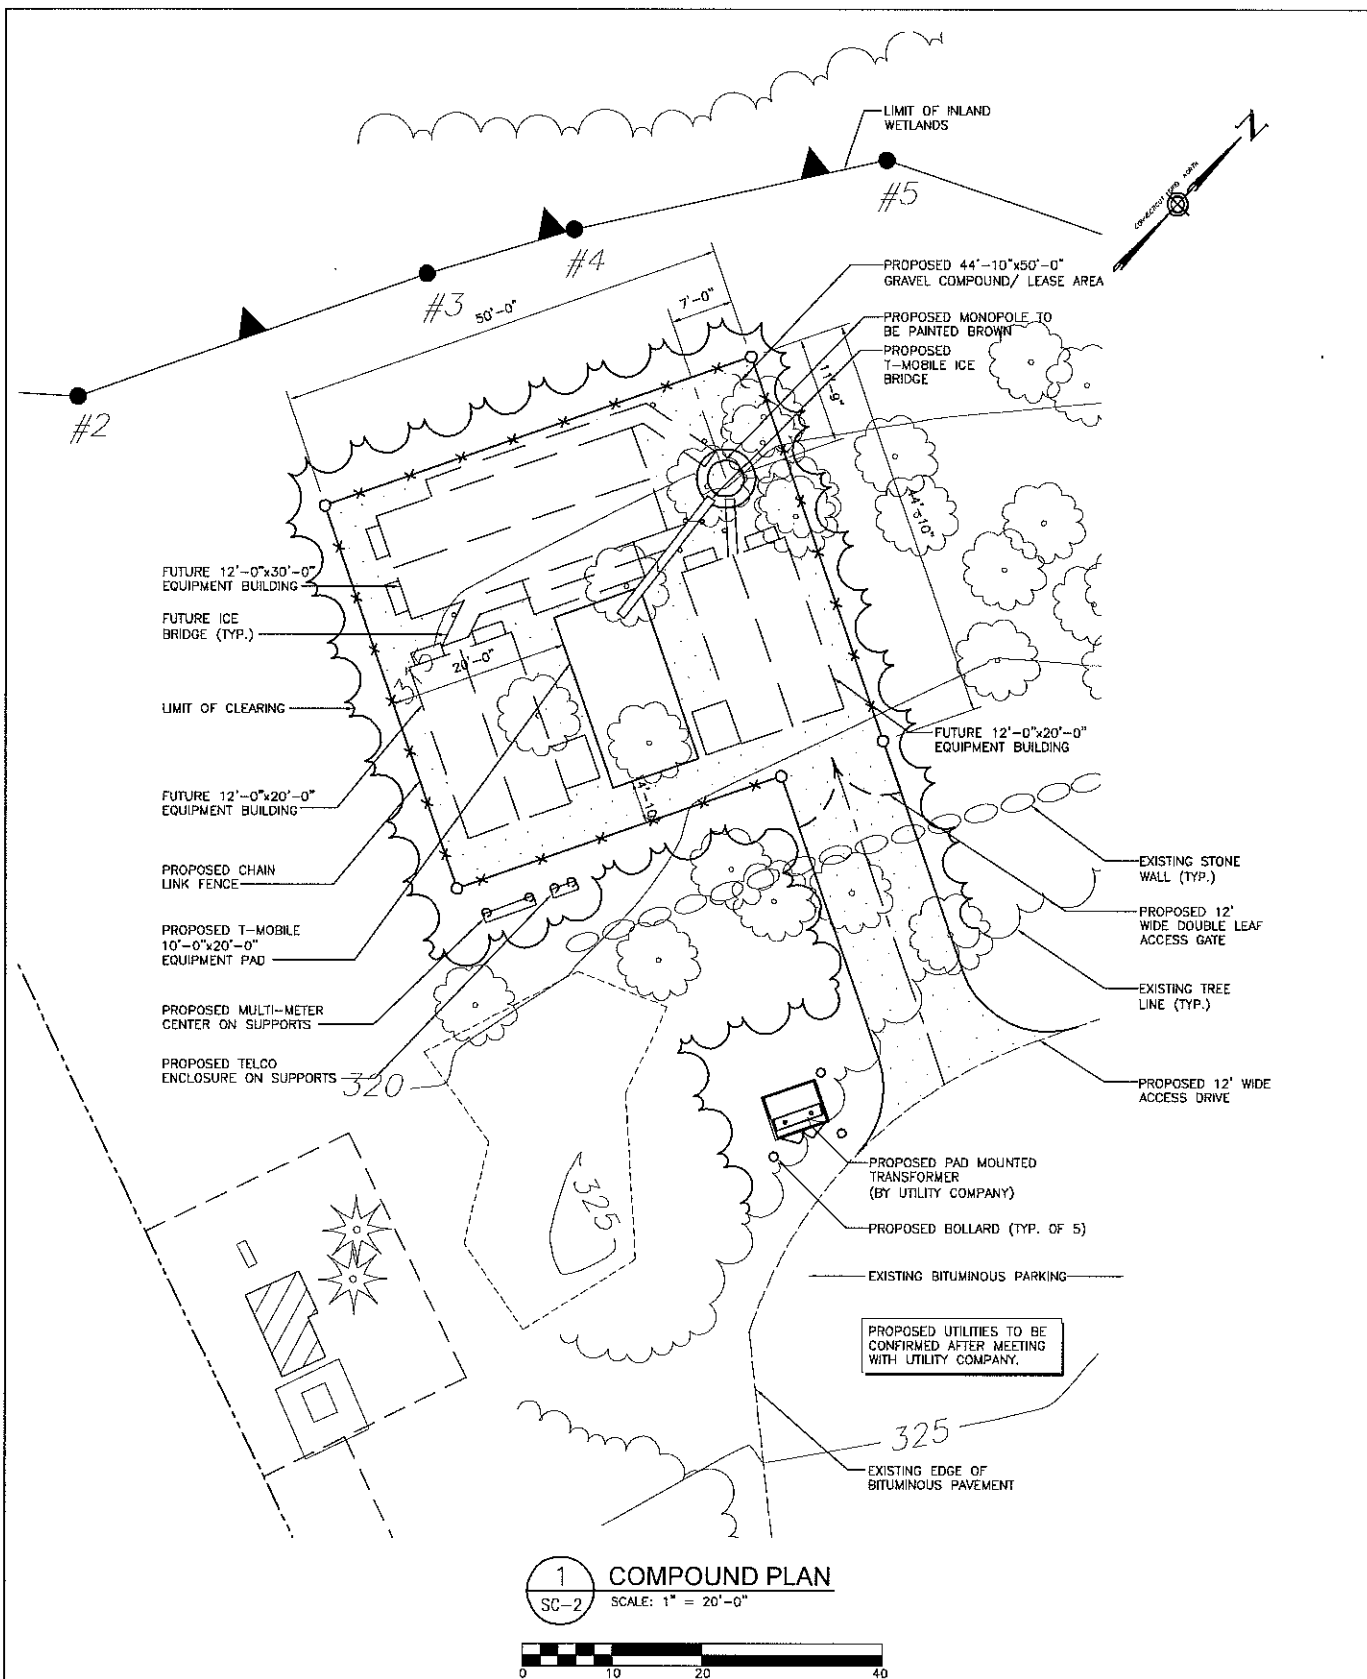 LIMIT OF INLAND
WETLANDS
Z
CONNECTICUT GRID NORTH
#5
#4
#3
#2
50'-0"
7'-0"
PROPOSED 44'-10"x50'-0"
GRAVEL COMPOUND/ LEASE AREA
PROPOSED MONOPOLE TO
BE PAINTED BROWN
PROPOSED
T-MOBILE ICE
BRIDGE
11'-9"
44'-10"
FUTURE 12'-0"x30'-0"
EQUIPMENT BUILDING
FUTURE ICE
BRIDGE (TYP.)
20'-0"
LIMIT OF CLEARING
FUTURE 12'-0"x20'-0"
EQUIPMENT BUILDING
FUTURE 12'-0"x20'-0"
EQUIPMENT BUILDING
4'-10"
PROPOSED CHAIN
LINK FENCE
EXISTING STONE
WALL (TYP.)
PROPOSED T-MOBILE
10'-0"x20'-0"
EQUIPMENT PAD
PROPOSED 12'
WIDE DOUBLE LEAF
ACCESS GATE
PROPOSED MULTI-METER
CENTER ON SUPPORTS
EXISTING TREE
LINE (TYP.)
PROPOSED TELCO
ENCLOSURE ON SUPPORTS
320
PROPOSED 12' WIDE
ACCESS DRIVE
PROPOSED PAD MOUNTED
TRANSFORMER
(BY UTILITY COMPANY)
325
PROPOSED BOLLARD (TYP. OF 5)
EXISTING BITUMINOUS PARKING
PROPOSED UTILITIES TO BE
CONFIRMED AFTER MEETING
WITH UTILITY COMPANY.
325
EXISTING EDGE OF
BITUMINOUS PAVEMENT
1
SC-2
COMPOUND PLAN
SCALE: 1" = 20'-0"
0 10 20 40